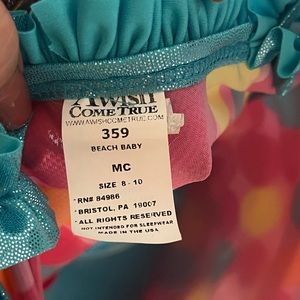 A WISH
COME TRUE
WWW.AWISHCOMETRUE.COM
359
BEACH BABY
MC
SIZE 8 - 10
RN# 84986
BRISTOL, PA 19007
ALL RIGHTS RESERVED
NOT INTENDED FOR SLEEPWEAR
MADE IN THE USA